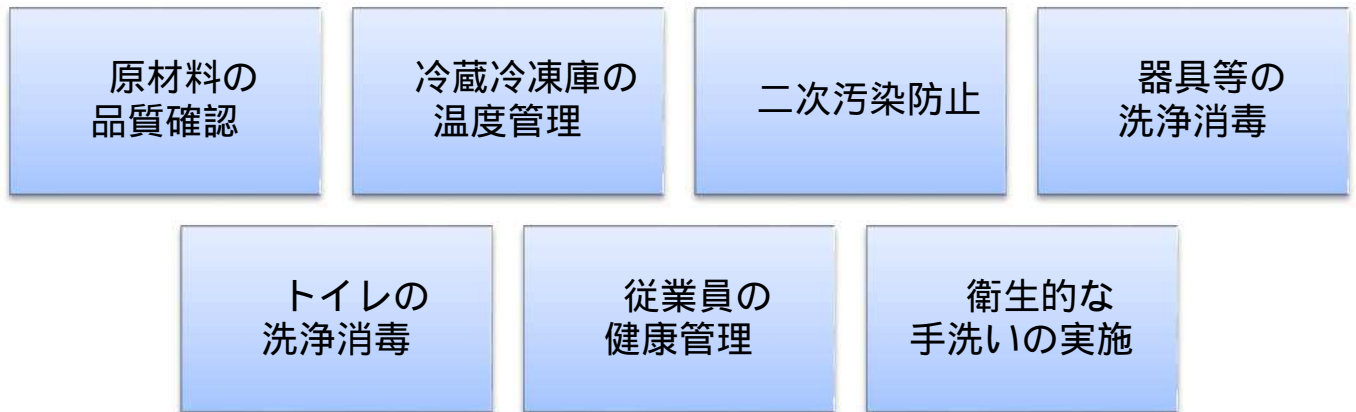 原材料の
品質確認
冷蔵冷凍庫の
温度管理
二次汚染防止
器具等の
洗浄消毒
トイレの
洗浄消毒
従業員の
健康管理
衛生的な
手洗いの実施